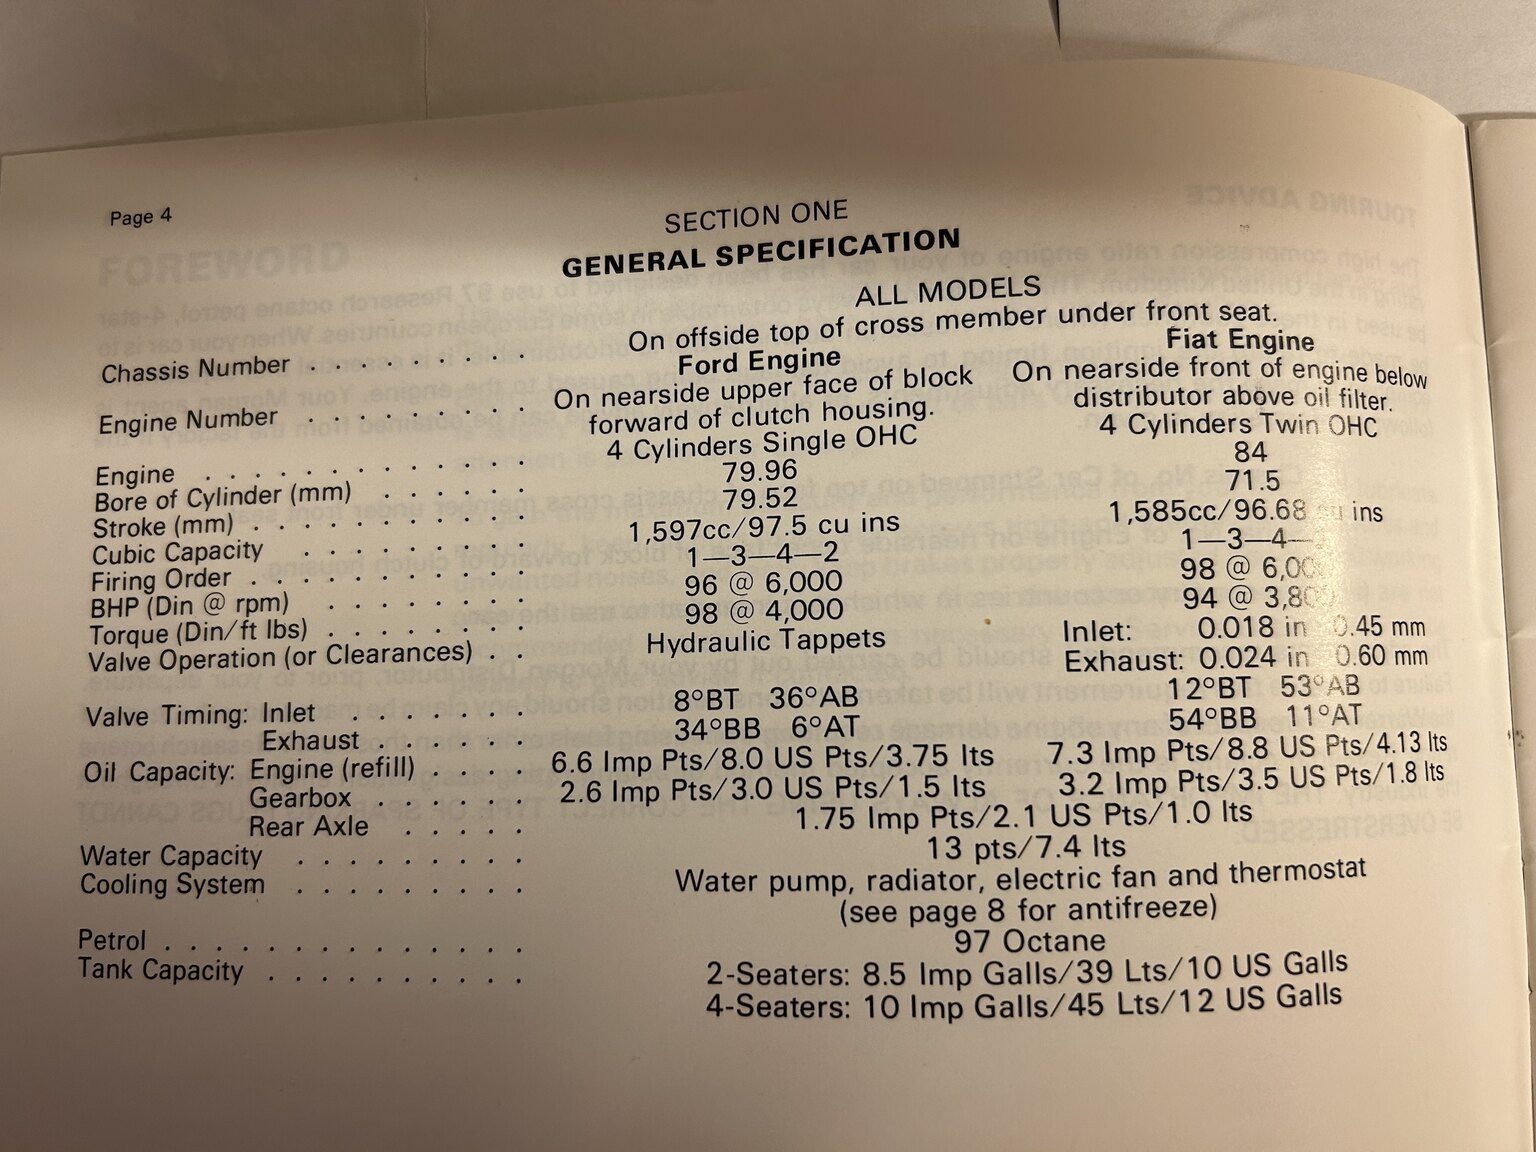 Page 4
SECTION ONE
GENERAL SPECIFICATION
ALL MODELS
Chassis Number . . . . . . . . . On offside top of cross member under front seat.
Ford Engine Fiat Engine
Engine Number . . . . . . . . . On nearside upper face of block forward of clutch housing. On nearside front of engine below distributor above oil filter.
Engine . . . . . . . . . . . . . 4 Cylinders Single OHC 4 Cylinders Twin OHC
Bore of Cylinder (mm) . . . . . . 79.96 84
Stroke (mm) . . . . . . . . . . . 79.52 71.5
Cubic Capacity . . . . . . . . . 1,597cc/97.5 cu ins 1,585cc/96.68 ins
Firing Order . . . . . . . . . . . 1—3—4—2 1—3—4—
BHP (Din @ rpm) . . . . . . . . 96 @ 6,000 98 @
Torque (Din/ft lbs) . . . . . . . . . 98 @ 4,000 94 @
Valve Operation (or Clearances) . . Hydraulic Tappets Inlet: 0.018 in 0.45 mm
Exhaust: 0.024 in 0.60 mm
Valve Timing: Inlet . . . . . . . 8°BT 36°AB 12°BT 53°AB
Exhaust . . . . . . 34°BB 6°AT 54°BB 11°AT
Oil Capacity: Engine (refill) . . . . 6.6 Imp Pts/8.0 US Pts/3.75 lts 7.3 Imp Pts/8.8 US Pts/4.13 lts
Gearbox . . . . . . 2.6 Imp Pts/3.0 US Pts/1.5 lts 3.2 Imp Pts/3.5 US Pts/1.8 lts
Rear Axle . . . . . 1.75 Imp Pts/2.1 US Pts/1.0 lts
Water Capacity . . . . . . . . . 13 pts/7.4 lts
Cooling System . . . . . . . . . Water pump, radiator, electric fan and thermostat
(see page 8 for antifreeze)
Petrol . . . . . . . . . . . . . . 97 Octane
Tank Capacity . . . . . . . . . . 2-Seaters: 8.5 Imp Galls/39 Lts/10 US Galls
4-Seaters: 10 Imp Galls/45 Lts/12 US Galls